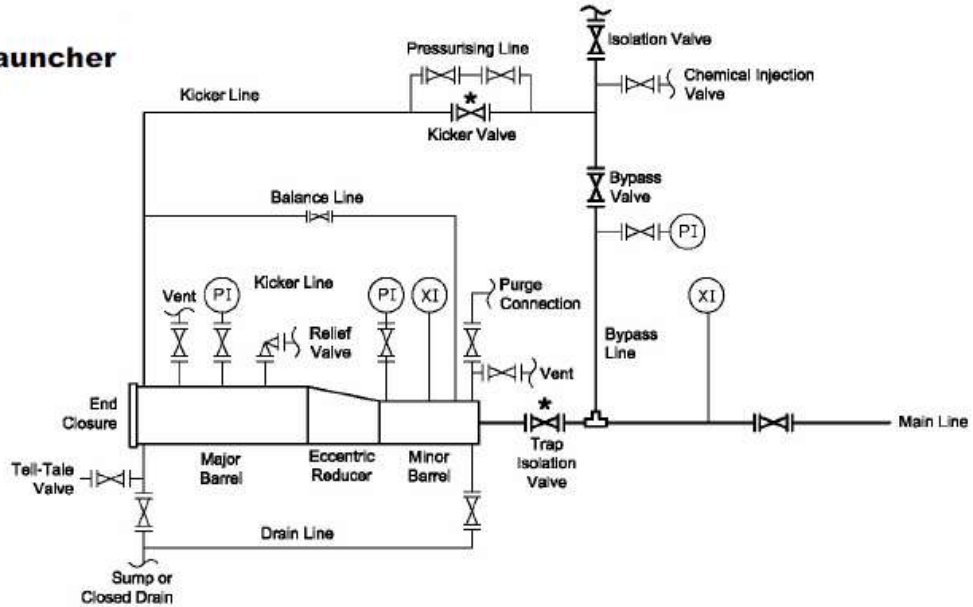 auncher
Isolation Valve
Pressurising Line
Chemical Injection
Valve
Kicker Line
*
Kicker Valve
Bypass
Valve
Balance Line
PI
Kicker Line
Vent
PI
PI
XI
Purge
Connection
XI
Relief
Valve
Bypass
Line
Vent
End
Closure
*
Main Line
Trap
Isolation
Valve
Major
Barrel
Eccentric
Reducer
Minor
Barrel
Tell-Tale
Valve
Drain Line
Sump or
Closed Drain